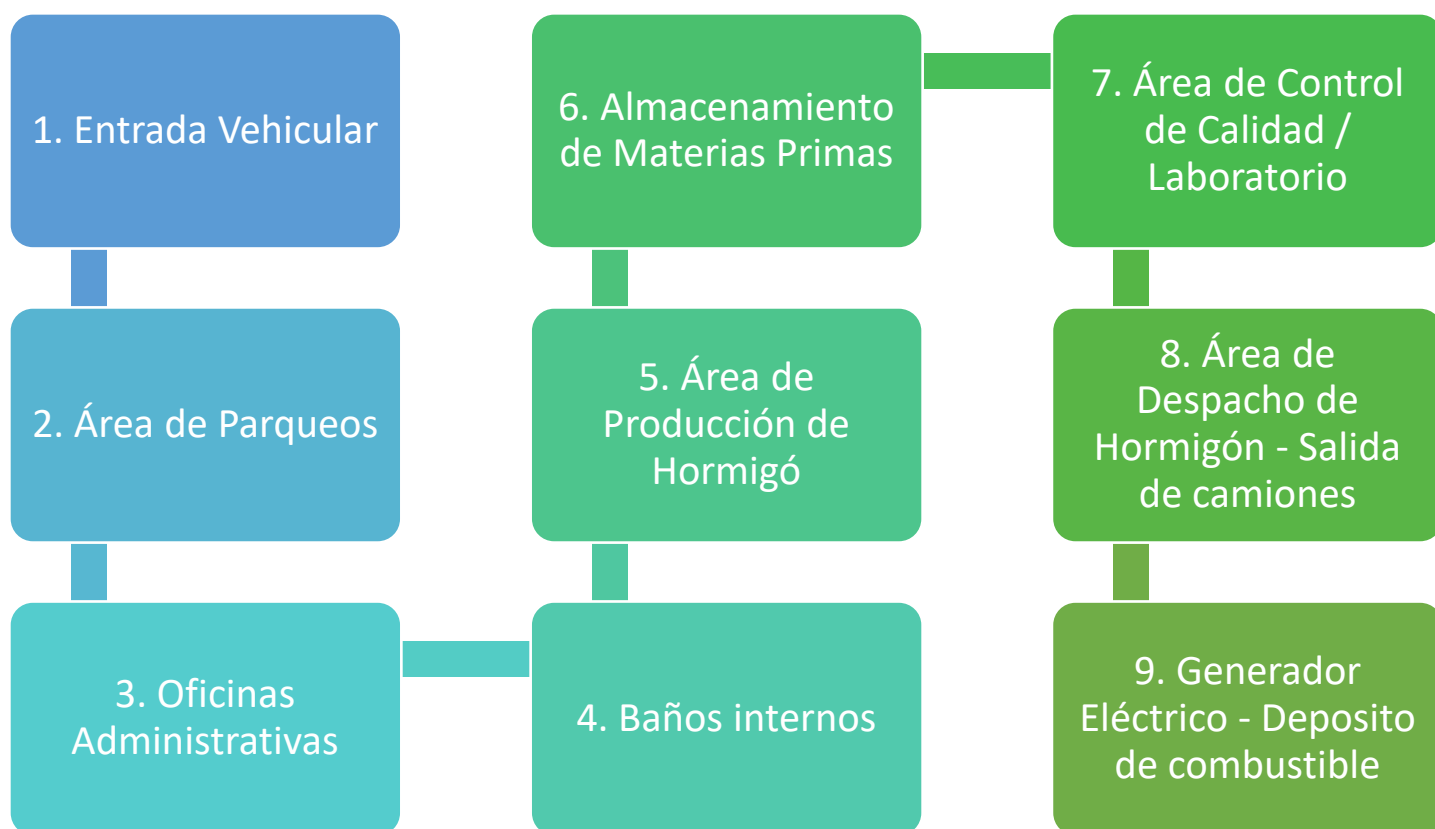 1. Entrada Vehicular
2. Área de Parqueos
3. Oficinas
Administrativas
4. Baños internos
5. Área de
Producción de
Hormigó
6. Almacenamiento
de Materias Primas
7. Área de Control
de Calidad /
Laboratorio
8. Área de
Despacho de
Hormigón - Salida
de camiones
9. Generador
Eléctrico - Deposito
de combustible